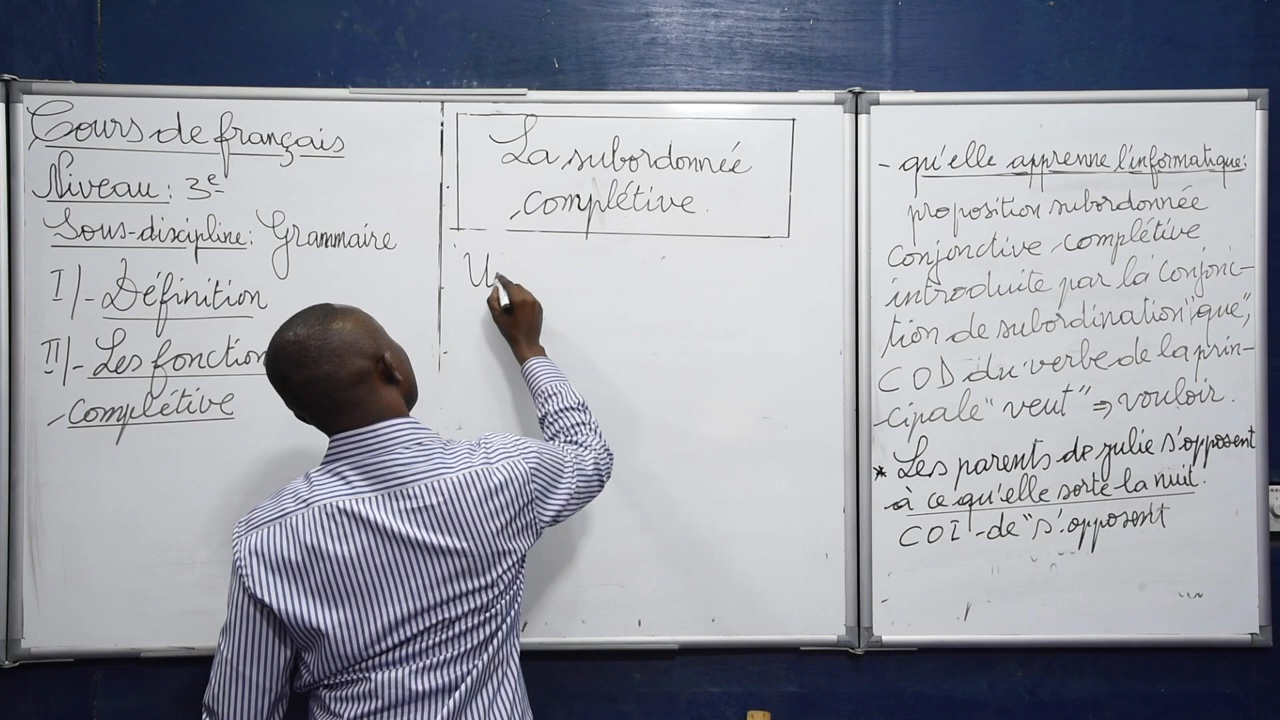 Cours de français
Niveau : 3e
Sous-discipline : Grammaire
I)- Définition
II)- Les fonction
complétive
La subordonnée
complétive.
U
- qu'elle apprenne l'informatique :
proposition subordonnée
conjonctive complétive
introduite par la conjonc-
tion de subordination "que",
COD du verbe de la prin-
cipale "veut" ⇒ vouloir.
* Les parents de julie s'opposent
à ce qu'elle sorte la nuit.
COI de "s'opposent